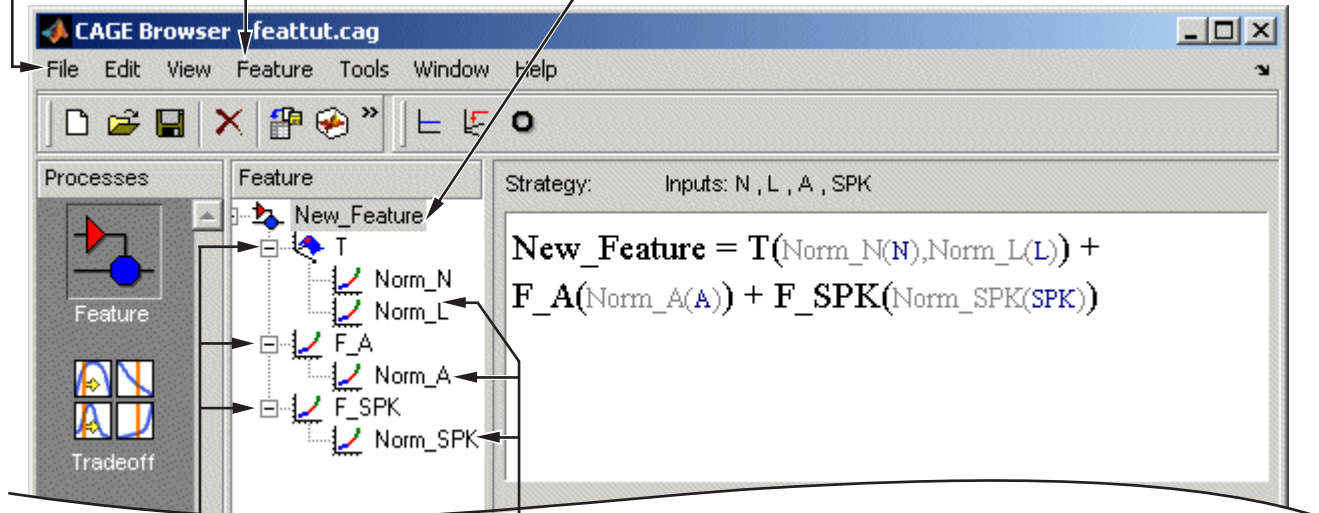 CAGE Browser - feattut.cag
File Edit View Feature Tools Window Help
Processes
Feature
Tradeoff
Feature
New_Feature
T
Norm_N
Norm_L
F_A
Norm_A
F_SPK
Norm_SPK
Strategy: Inputs: N , L , A , SPK
New_Feature = T(Norm_N(N),Norm_L(L)) +
F_A(Norm_A(A)) + F_SPK(Norm_SPK(SPK))